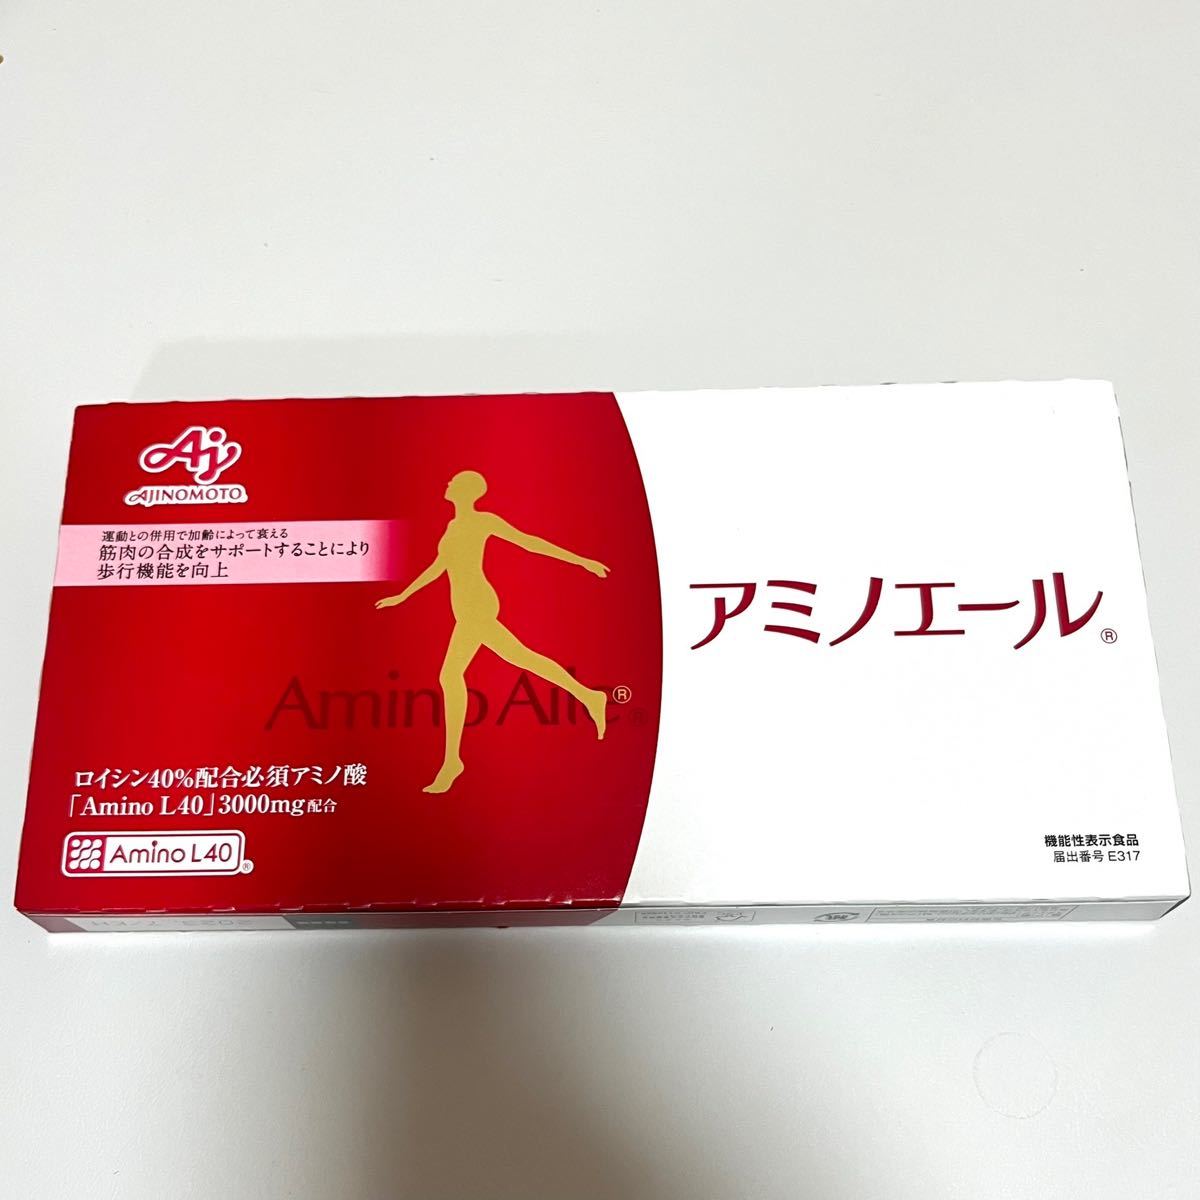 Aj
AJINOMOTO
運動との併用で加齢によって衰える
筋肉の合成をサポートすることにより
歩行機能を向上
Amino Aile®
®
アミノエール®
ロイシン40%配合必須アミノ酸
「Amino L40」3000mg配合
Amino L40®
機能性表示食品
届出番号 E317